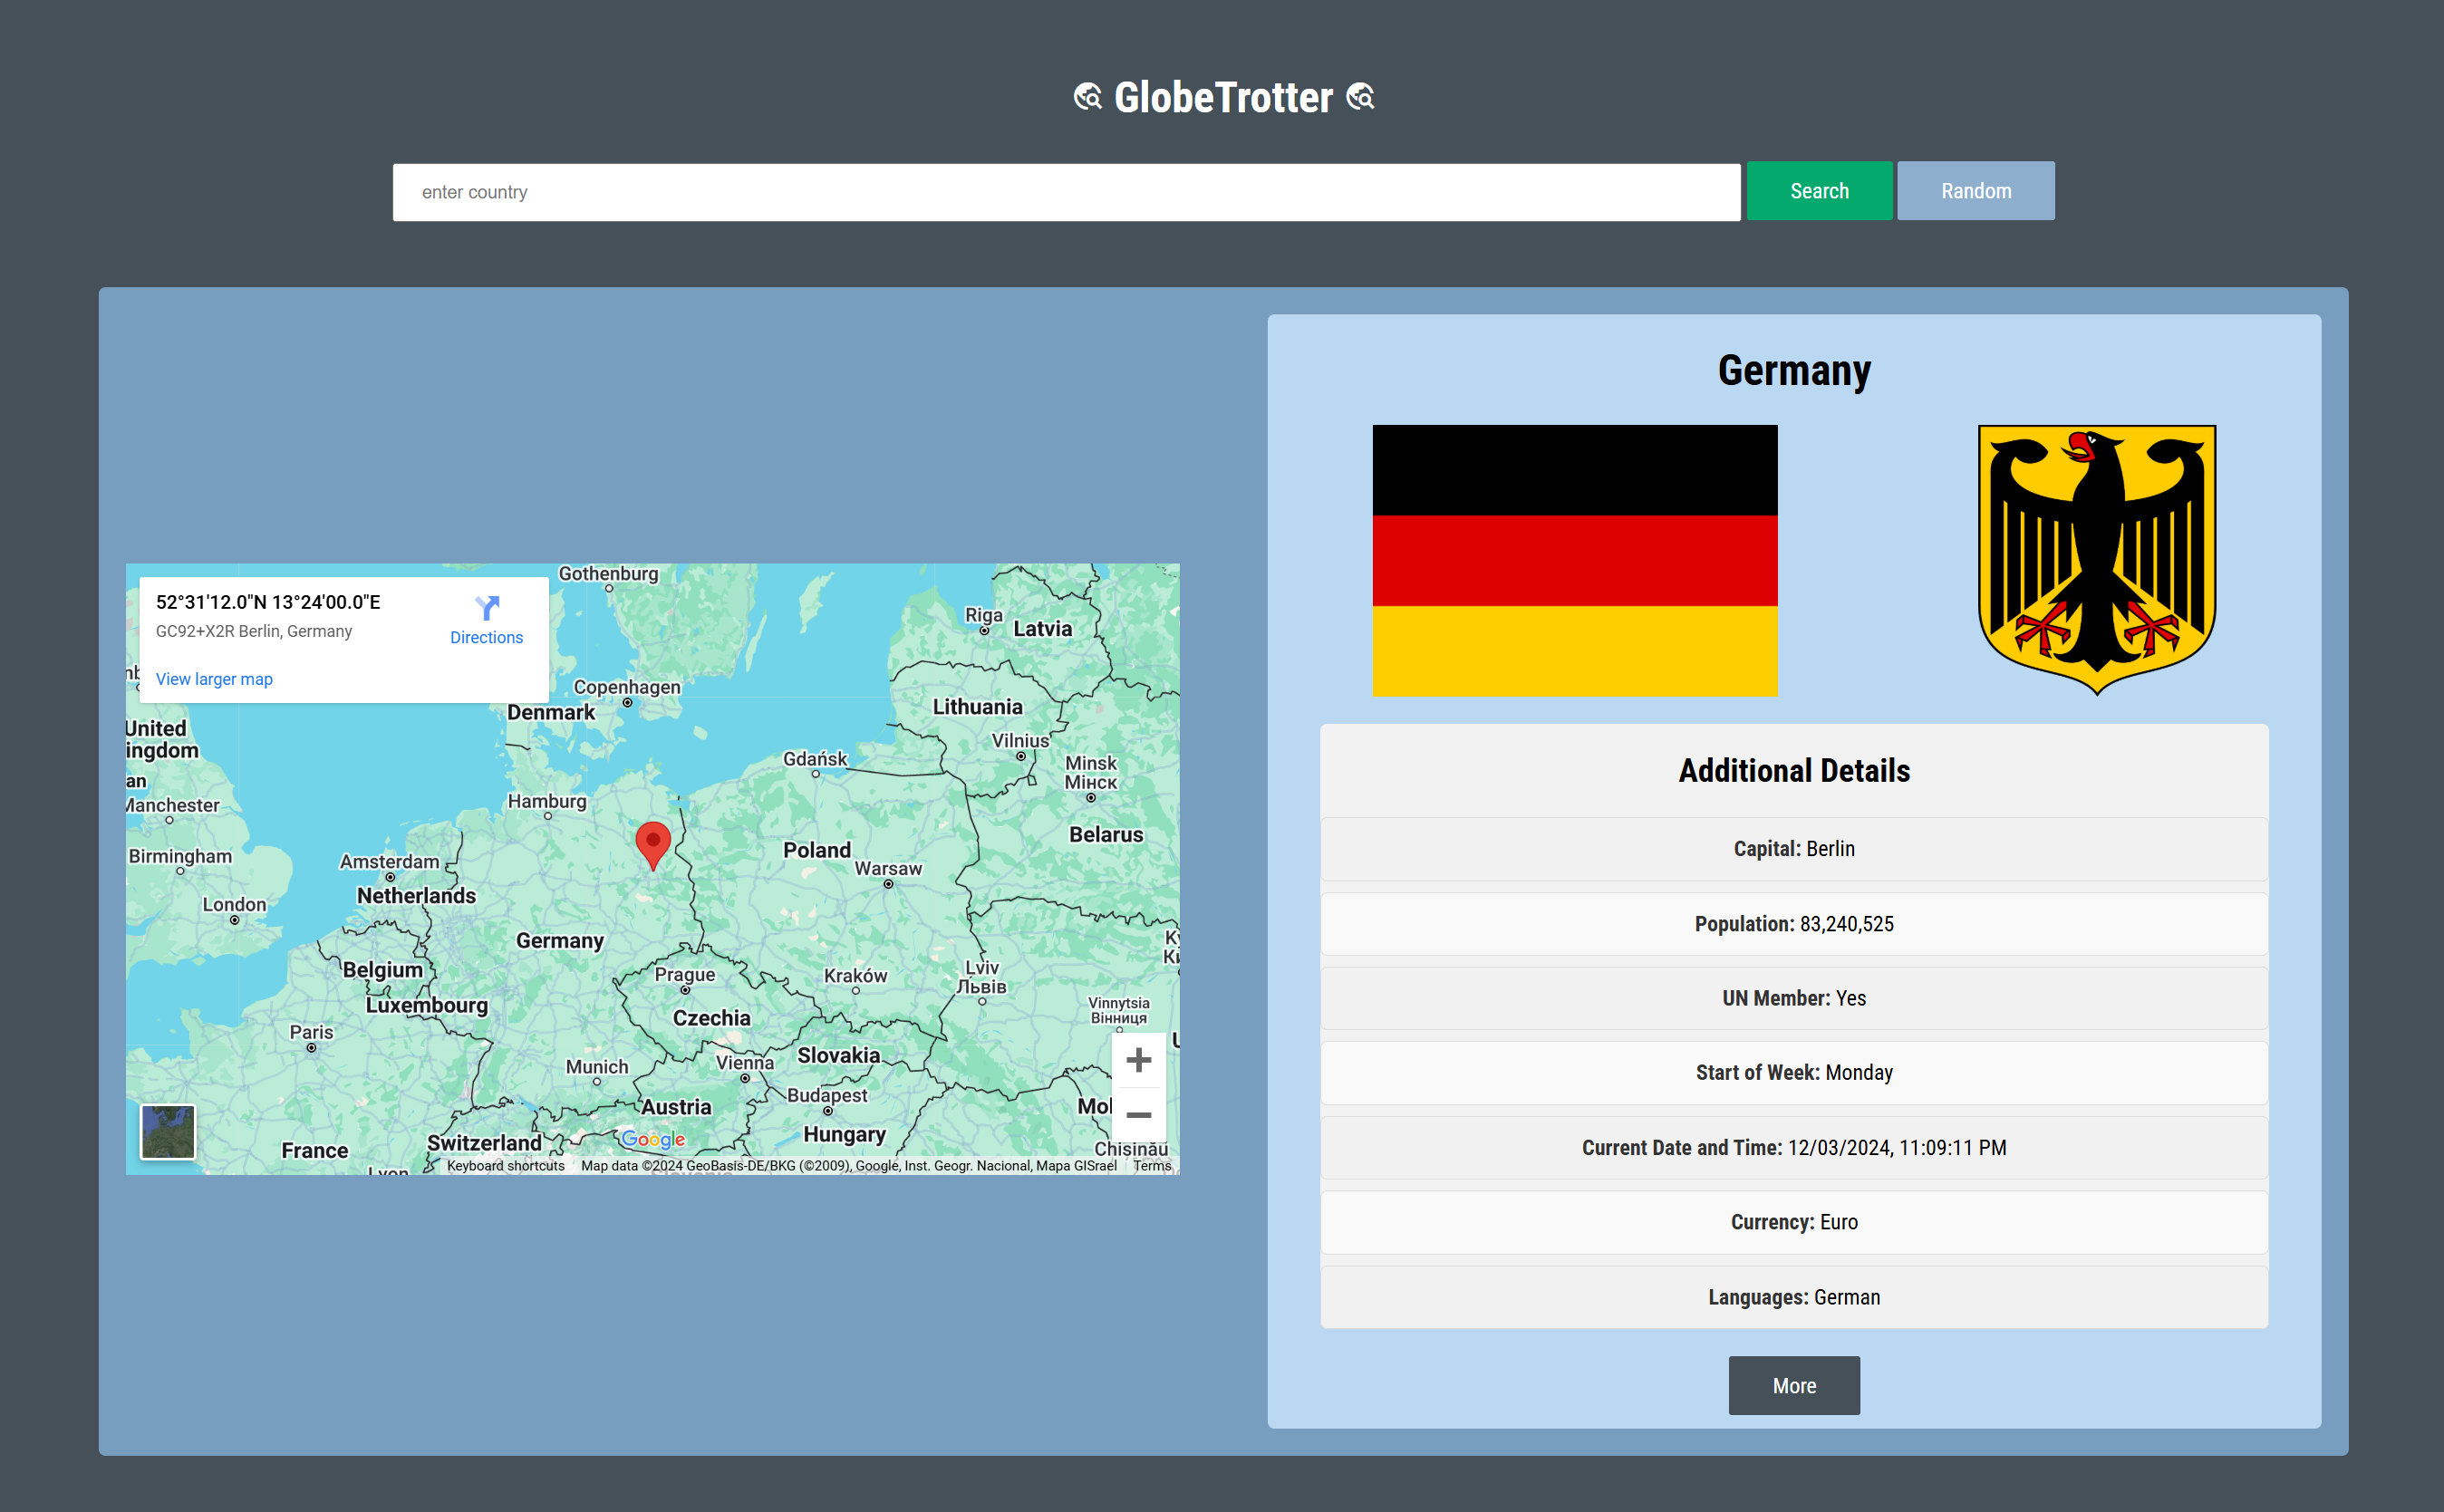 GlobeTrotter
enter country
Search
Random
52°31'12.0"N 13°24'00.0"E
GC92+X2R Berlin, Germany
Directions
View larger map
Gothenburg
Riga
Latvia
Copenhagen
Denmark
Lithuania
United
ingdom
Vilnius
an
Gdańsk
Minsk
Мінск
Manchester
Hamburg
Belarus
Birmingham
Amsterdam
Poland
Warsaw
Netherlands
London
Germany
Belgium
Prague
Kraków
Lviv
Львів
Luxembourg
Vinnytsia
Вінниця
Czechia
Paris
Munich
Vienna
Slovakia
Budapest
Austria
Mol
Hungary
Switzerland
France
Google
Chișinău
Lyon
Keyboard shortcuts
Map data ©2024 GeoBasis-DE/BKG (©2009), Google, Inst. Geogr. Nacional, Mapa GISrael
Terms
Germany
Additional Details
Capital: Berlin
Population: 83,240,525
UN Member: Yes
Start of Week: Monday
Current Date and Time: 12/03/2024, 11:09:11 PM
Currency: Euro
Languages: German
More